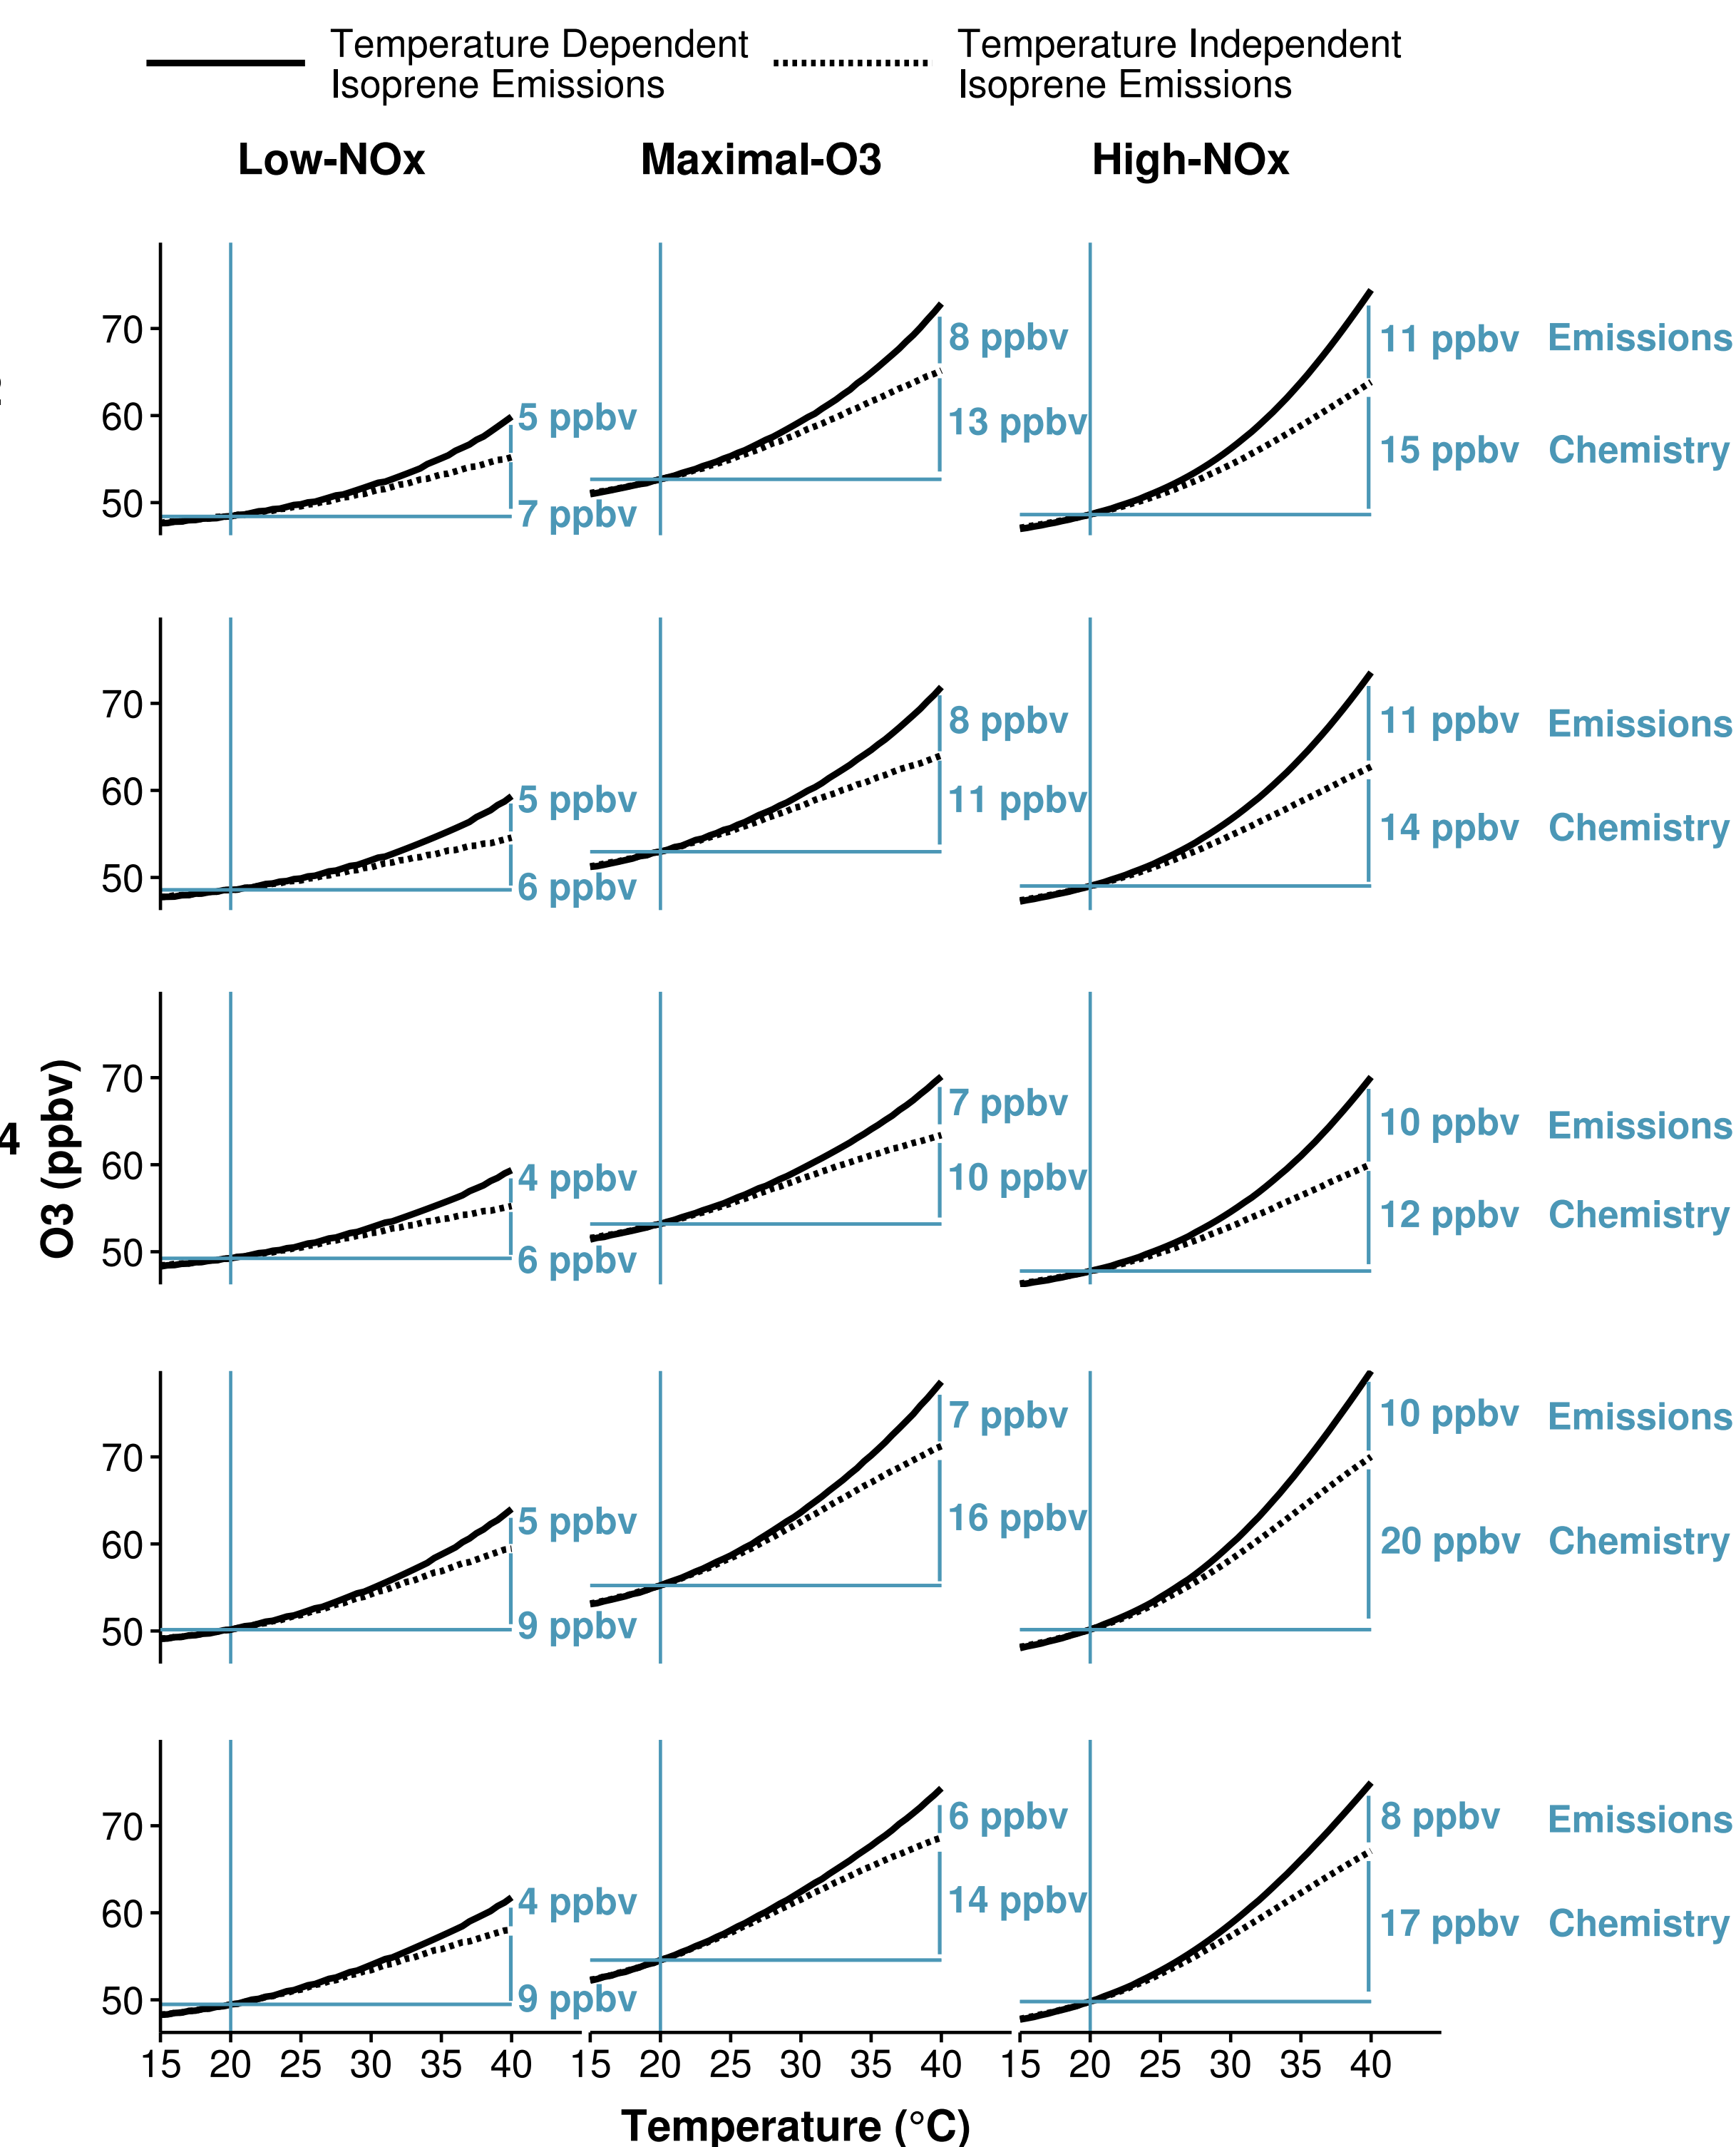 Temperature Dependent
Isoprene Emissions
Temperature Independent
Isoprene Emissions
Low-NOx
Maximal-O3
High-NOx
70
60
50
5 ppbv
7 ppbv
8 ppbv
13 ppbv
11 ppbv Emissions
15 ppbv Chemistry
70
60
50
5 ppbv
6 ppbv
8 ppbv
11 ppbv
11 ppbv Emissions
14 ppbv Chemistry
4
O3 (ppbv)
70
60
50
4 ppbv
6 ppbv
7 ppbv
10 ppbv
10 ppbv Emissions
12 ppbv Chemistry
70
60
50
5 ppbv
9 ppbv
7 ppbv
16 ppbv
10 ppbv Emissions
20 ppbv Chemistry
70
60
50
4 ppbv
9 ppbv
6 ppbv
14 ppbv
8 ppbv Emissions
17 ppbv Chemistry
15 20 25 30 35 40 15 20 25 30 35 40 15 20 25 30 35 40
Temperature (°C)